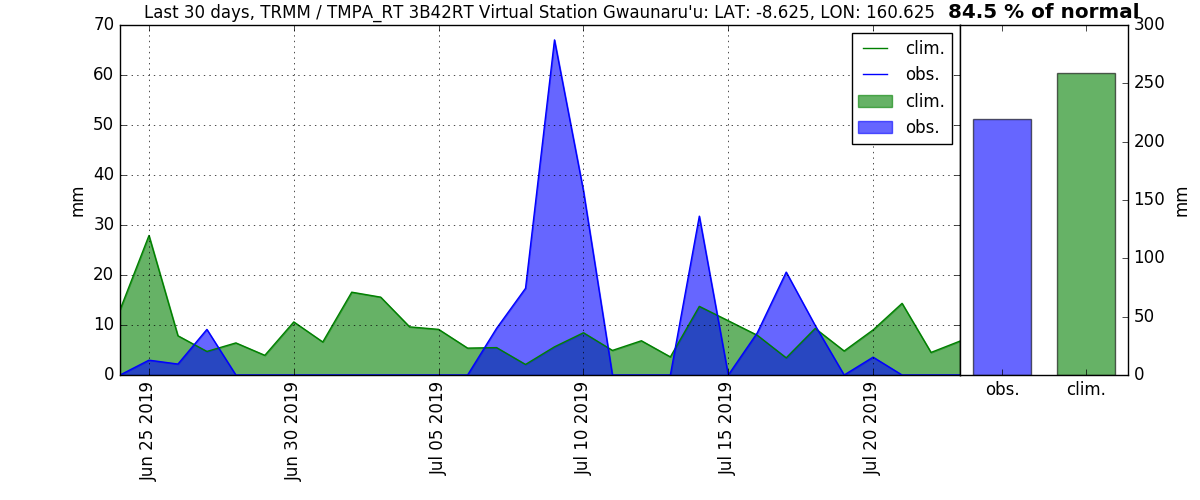 Last 30 days, TRMM / TMPA_RT 3B42RT Virtual Station Gwaunaru'u: LAT: -8.625, LON: 160.625
84.5 % of normal
70
60
50
40
30
20
10
0
mm
clim.
obs.
clim.
obs.
Jun 25 2019
Jun 30 2019
Jul 05 2019
Jul 10 2019
Jul 15 2019
Jul 20 2019
300
250
200
150
100
50
0
mm
obs.
clim.